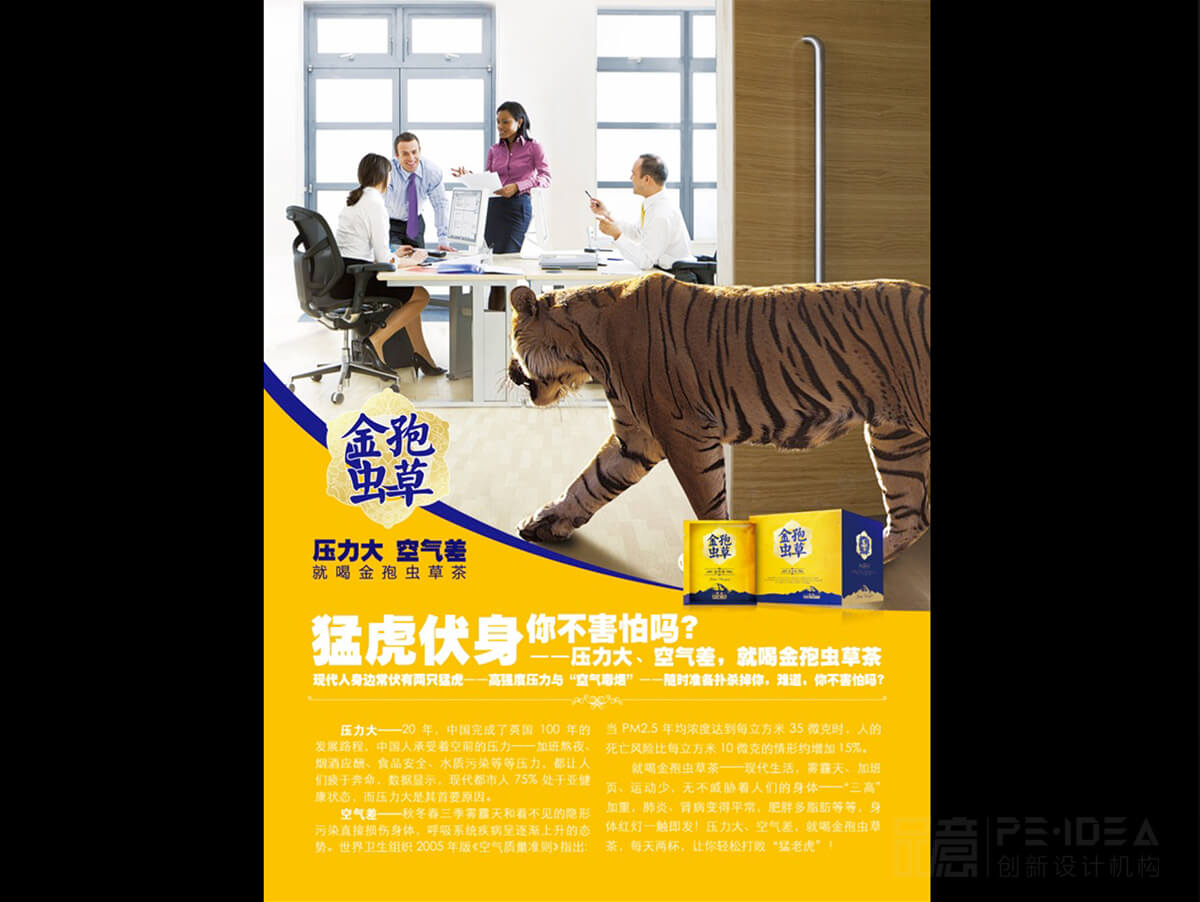 金孢
虫草
压力大 空气差
就喝金孢虫草茶
金孢
虫草
金孢
虫草
猛虎伏身你不害怕吗？
——压力大、空气差，就喝金孢虫草茶
现代人身边常伏有两只猛虎——高强度压力与“空气毒烟”——随时准备扑杀掉你，难道，你不害怕吗？
压力大——20 年，中国完成了英国 100 年的
发展路程，中国人承受着空前的压力——加班熬夜、
烟酒应酬、食品安全、水质污染等等压力，都让人
们疲于奔命，数据显示，现代都市人 75% 处于亚健
康状态，而压力大是其首要原因。
空气差——秋冬春三季雾霾天和看不见的隐形
污染直接损伤身体，呼吸系统疾病呈逐渐上升的态
势。世界卫生组织 2005 年版《空气质量准则》指出：
当 PM2.5 年均浓度达到每立方米 35 微克时，人的
死亡风险比每立方米 10 微克的情形约增加 15%。
就喝金孢虫草茶——现代生活，雾霾天、加班
页、运动少，无不威胁着人们的身体——“三高”
加重，肺炎、肾病变得平常，肥胖多脂肪等等，身
体红灯一触即发！压力大、空气差，就喝金孢虫草
茶，每天两杯，让你轻松打败“猛老虎”！
品意 PE·IDEA
创新设计机构